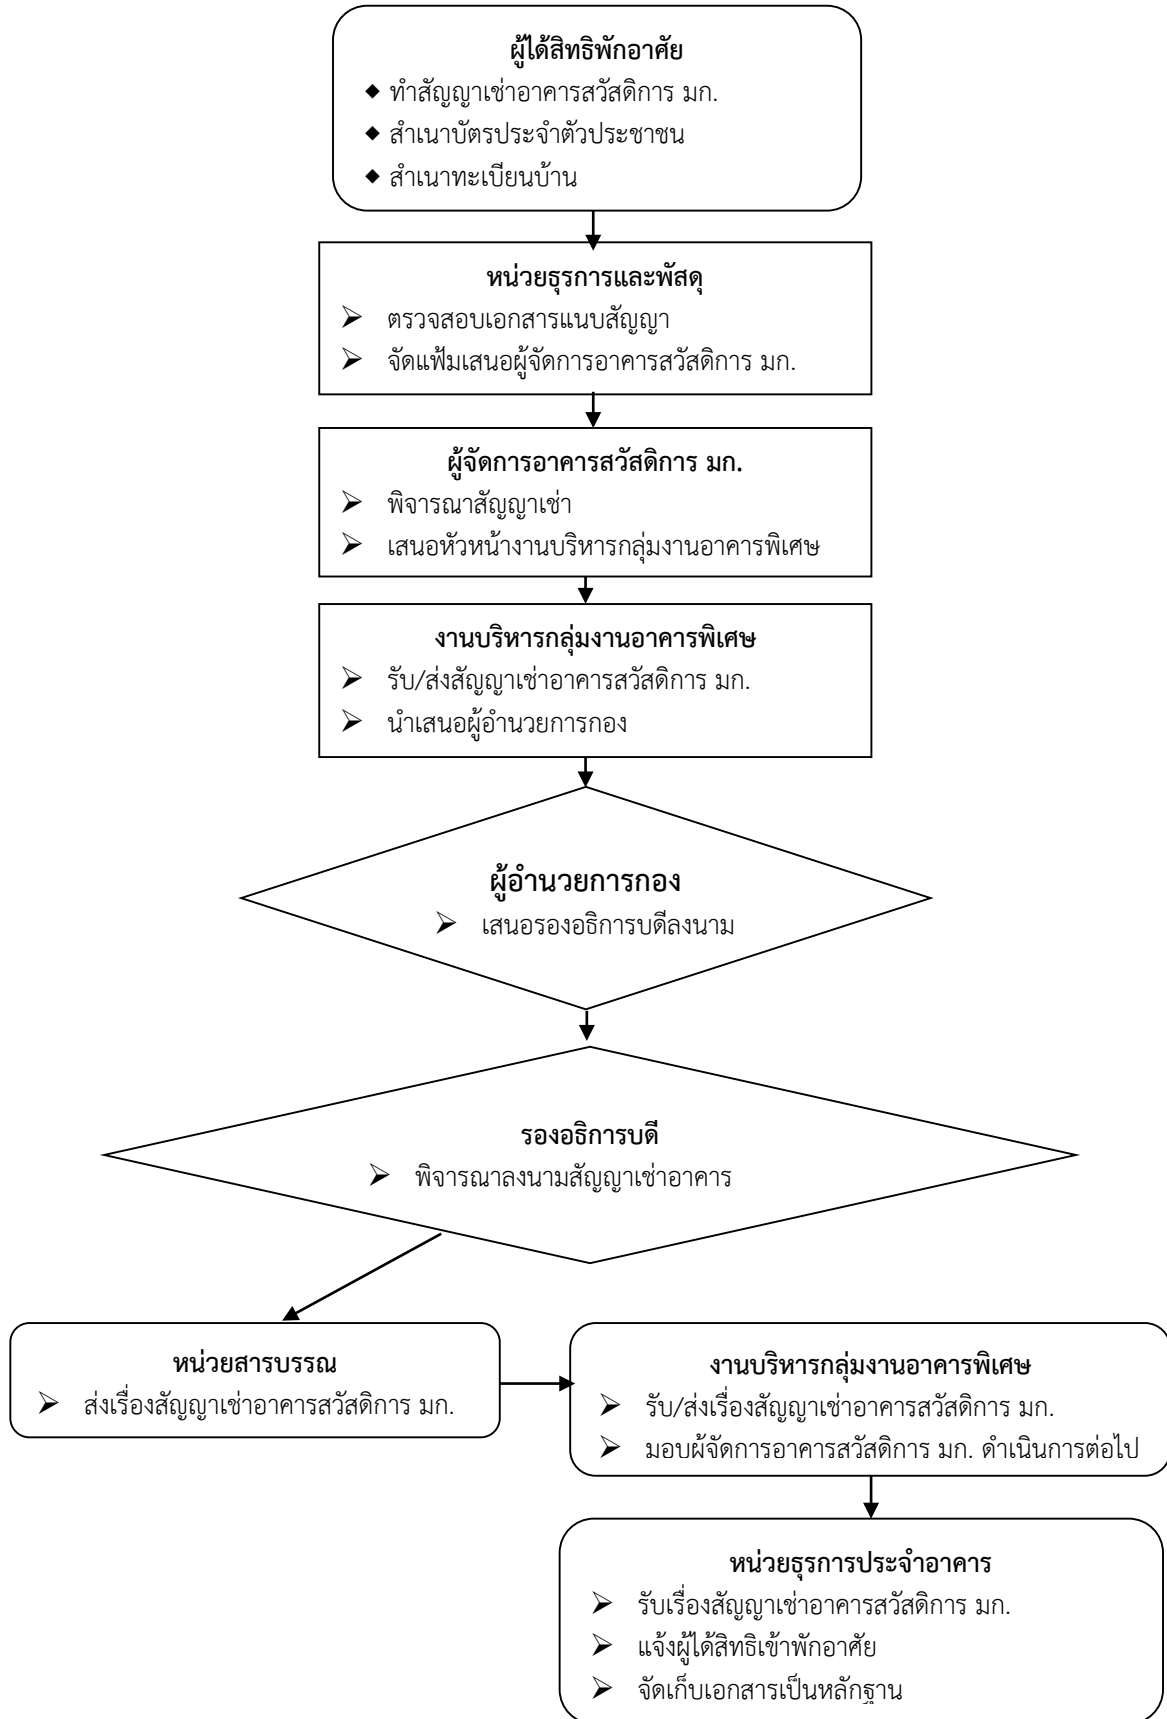 ผู้ได้สิทธิพักอาศัย
◆ ทำสัญญาเช่าอาคารสวัสดิการ มก.
◆ สำเนาบัตรประจำตัวประชาชน
◆ สำเนาทะเบียนบ้าน
หน่วยธุรการและพัสดุ
➢ ตรวจสอบเอกสารแนบสัญญา
➢ จัดแฟ้มเสนอผู้จัดการอาคารสวัสดิการ มก.
ผู้จัดการอาคารสวัสดิการ มก.
➢ พิจารณาสัญญาเช่า
➢ เสนอหัวหน้างานบริหารกลุ่มงานอาคารพิเศษ
งานบริหารกลุ่มงานอาคารพิเศษ
➢ รับ/ส่งสัญญาเช่าอาคารสวัสดิการ มก.
➢ นำเสนอผู้อำนวยการกอง
ผู้อำนวยการกอง
➢ เสนอรองอธิการบดีลงนาม
รองอธิการบดี
➢ พิจารณาลงนามสัญญาเช่าอาคาร
หน่วยสารบรรณ
➢ ส่งเรื่องสัญญาเช่าอาคารสวัสดิการ มก.
งานบริหารกลุ่มงานอาคารพิเศษ
➢ รับ/ส่งเรื่องสัญญาเช่าอาคารสวัสดิการ มก.
➢ มอบผู้จัดการอาคารสวัสดิการ มก. ดำเนินการต่อไป
หน่วยธุรการประจำอาคาร
➢ รับเรื่องสัญญาเช่าอาคารสวัสดิการ มก.
➢ แจ้งผู้ได้สิทธิเข้าพักอาศัย
➢ จัดเก็บเอกสารเป็นหลักฐาน